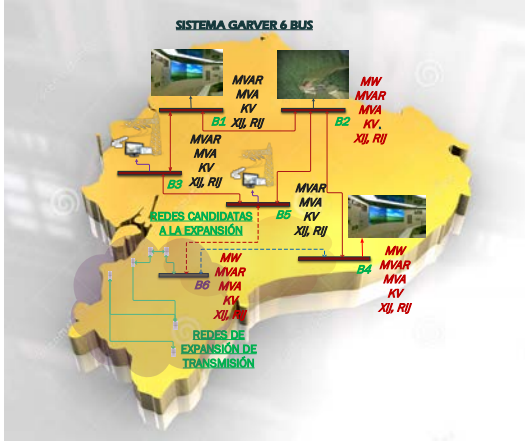 SISTEMA GARVER 6 BUS
MVAR
MVA
KV
Xij, Rij
B1
MW
MVAR
MVA
KV.
Xij, Rij
B2
MVAR
MVA
KV
Xij, Rij
B3
MVAR
MVA
KV
Xij, Rij
B5
REDES CANDIDATAS
A LA EXPANSIÓN
MW
MVAR
MVA
KV
Xij, Rij
B4
MW
MVAR
MVA
KV
Xij, Rij
B6
REDES DE
EXPANSIÓN DE
TRANSMISIÓN